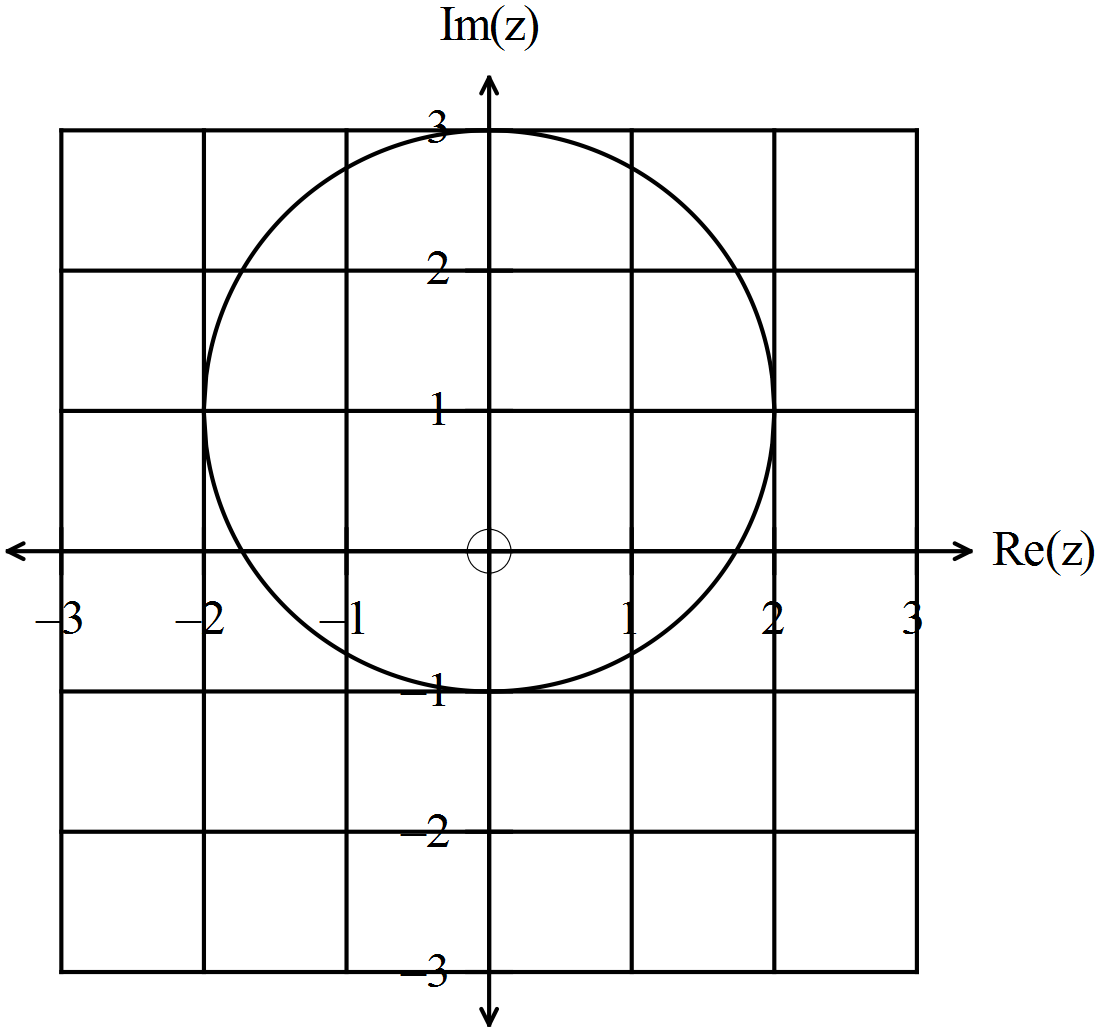 Im(z)
3
2
1
Re(z)
–3 –2 –1 1 2 3
–1
–2
–3